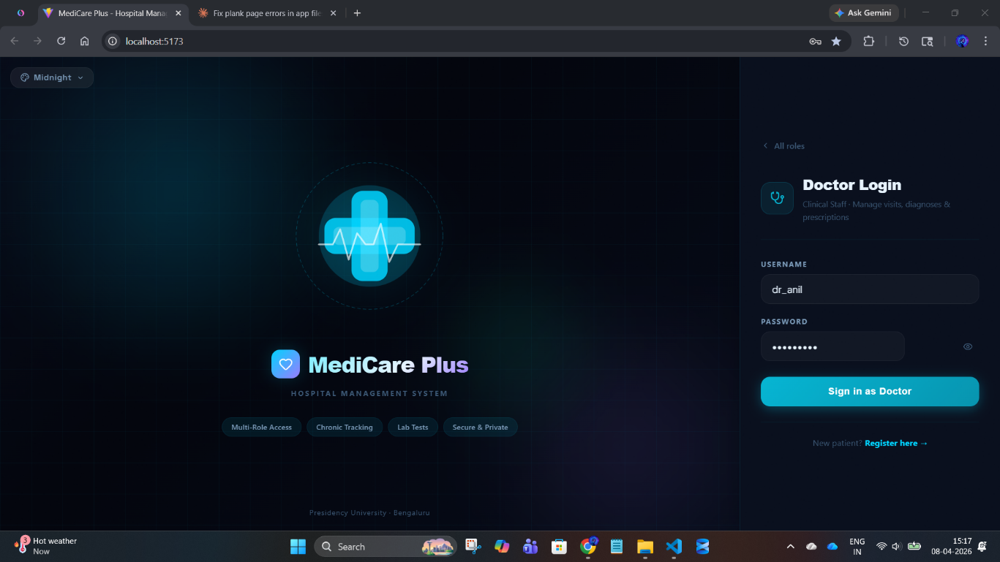 MediCare Plus - Hospital Mana
Fix plank page errors in app file
Ask Gemini
localhost:5173
Midnight
All roles
Doctor Login
Clinical Staff · Manage visits, diagnoses &
prescriptions
USERNAME
dr_anil
PASSWORD
•••••••••
Sign in as Doctor
New patient? Register here →
MediCare Plus
HOSPITAL MANAGEMENT SYSTEM
Multi-Role Access
Chronic Tracking
Lab Tests
Secure & Private
Presidency University · Bengaluru
3
Hot weather
Now
Search
ENG
IN
15:17
08-04-2026